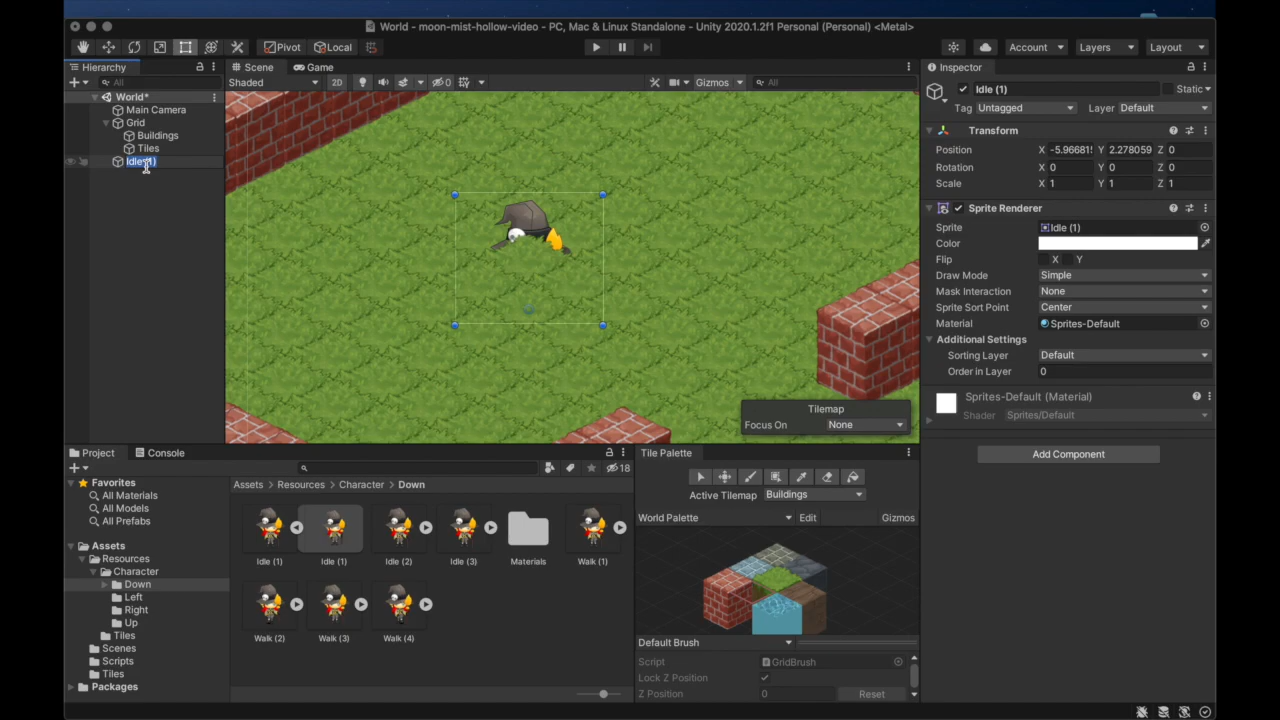 World - moon-mist-hollow-video - PC, Mac & Linux Standalone - Unity 2020.1.2f1 Personal (Personal) <Metal>
Pivot Local Account Layers Layout
Hierarchy
All
World*
Main Camera
Grid
Buildings
Tiles
Idle (1)
Scene Game
Shaded 2D 0 Gizmos All
Tilemap
Focus On None
Inspector
Idle (1) Static
Tag Untagged Layer Default
Transform
Position X -5.96681! Y 2.278059 Z 0
Rotation X 0 Y 0 Z 0
Scale X 1 Y 1 Z 1
Sprite Renderer
Sprite Idle (1)
Color
Flip X Y
Draw Mode Simple
Mask Interaction None
Sprite Sort Point Center
Material Sprites-Default
Additional Settings
Sorting Layer Default
Order in Layer 0
Sprites-Default (Material)
Shader Sprites/Default
Add Component
Project Console
18
Favorites
All Materials
All Models
All Prefabs
Assets
Resources
Character
Down
Left
Right
Up
Tiles
Scenes
Scripts
Tiles
Packages
Assets > Resources > Character > Down
Idle (1) Idle (1) Idle (2) Idle (3) Materials Walk (1)
Walk (2) Walk (3) Walk (4)
Tile Palette
Active Tilemap Buildings
World Palette Edit Gizmos
Default Brush
Script GridBrush
Lock Z Position
Z Position 0 Reset